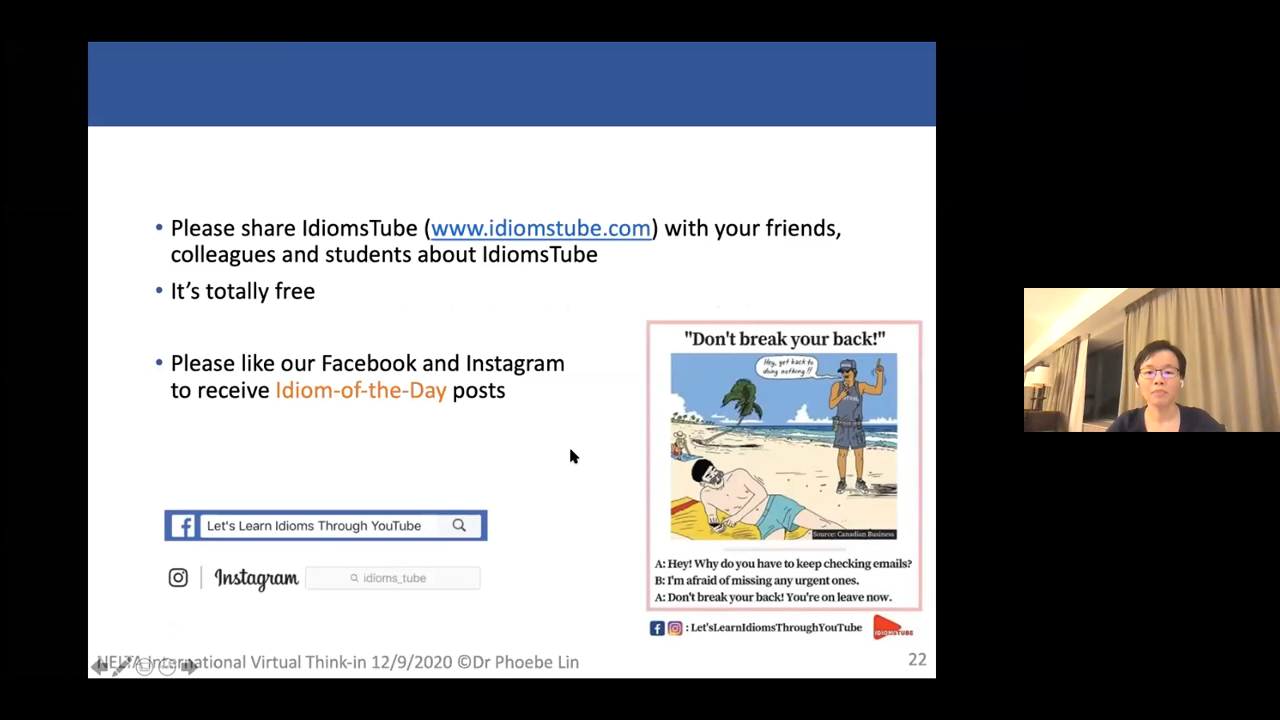 • Please share IdiomsTube (www.idiomstube.com) with your friends,
colleagues and students about IdiomsTube
• It's totally free
• Please like our Facebook and Instagram
to receive Idiom-of-the-Day posts
Let's Learn Idioms Through YouTube
Instagram
idioms_tube
"Don't break your back!"
Hey, get back to
doing nothing!!
Source: Canadian Business
A: Hey! Why do you have to keep checking emails?
B: I'm afraid of missing any urgent ones.
A: Don't break your back! You're on leave now.
: Let'sLearnIdiomsThroughYouTube
IDIOMSTUBE
NELTA International Virtual Think-in 12/9/2020 ©Dr Phoebe Lin
22